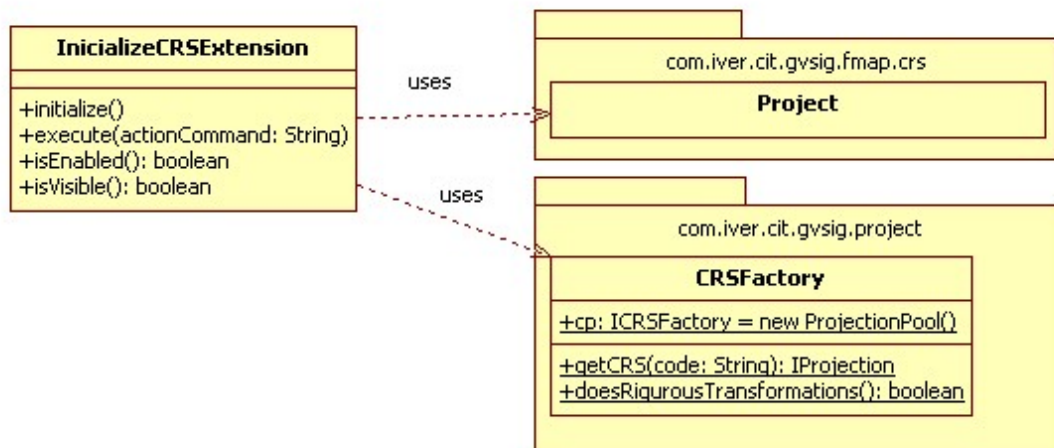 InicializeCRSExtension
+initialize()
+execute(actionCommand: String)
+isEnabled(): boolean
+isVisible(): boolean
uses
com.iver.cit.gvsig.fmap.crs
Project
uses
com.iver.cit.gvsig.project
CRSFactory
+cp: ICRSFactory = new ProjectionPool()
+getCRS(code: String): IProjection
+doesRigurousTransformations(): boolean